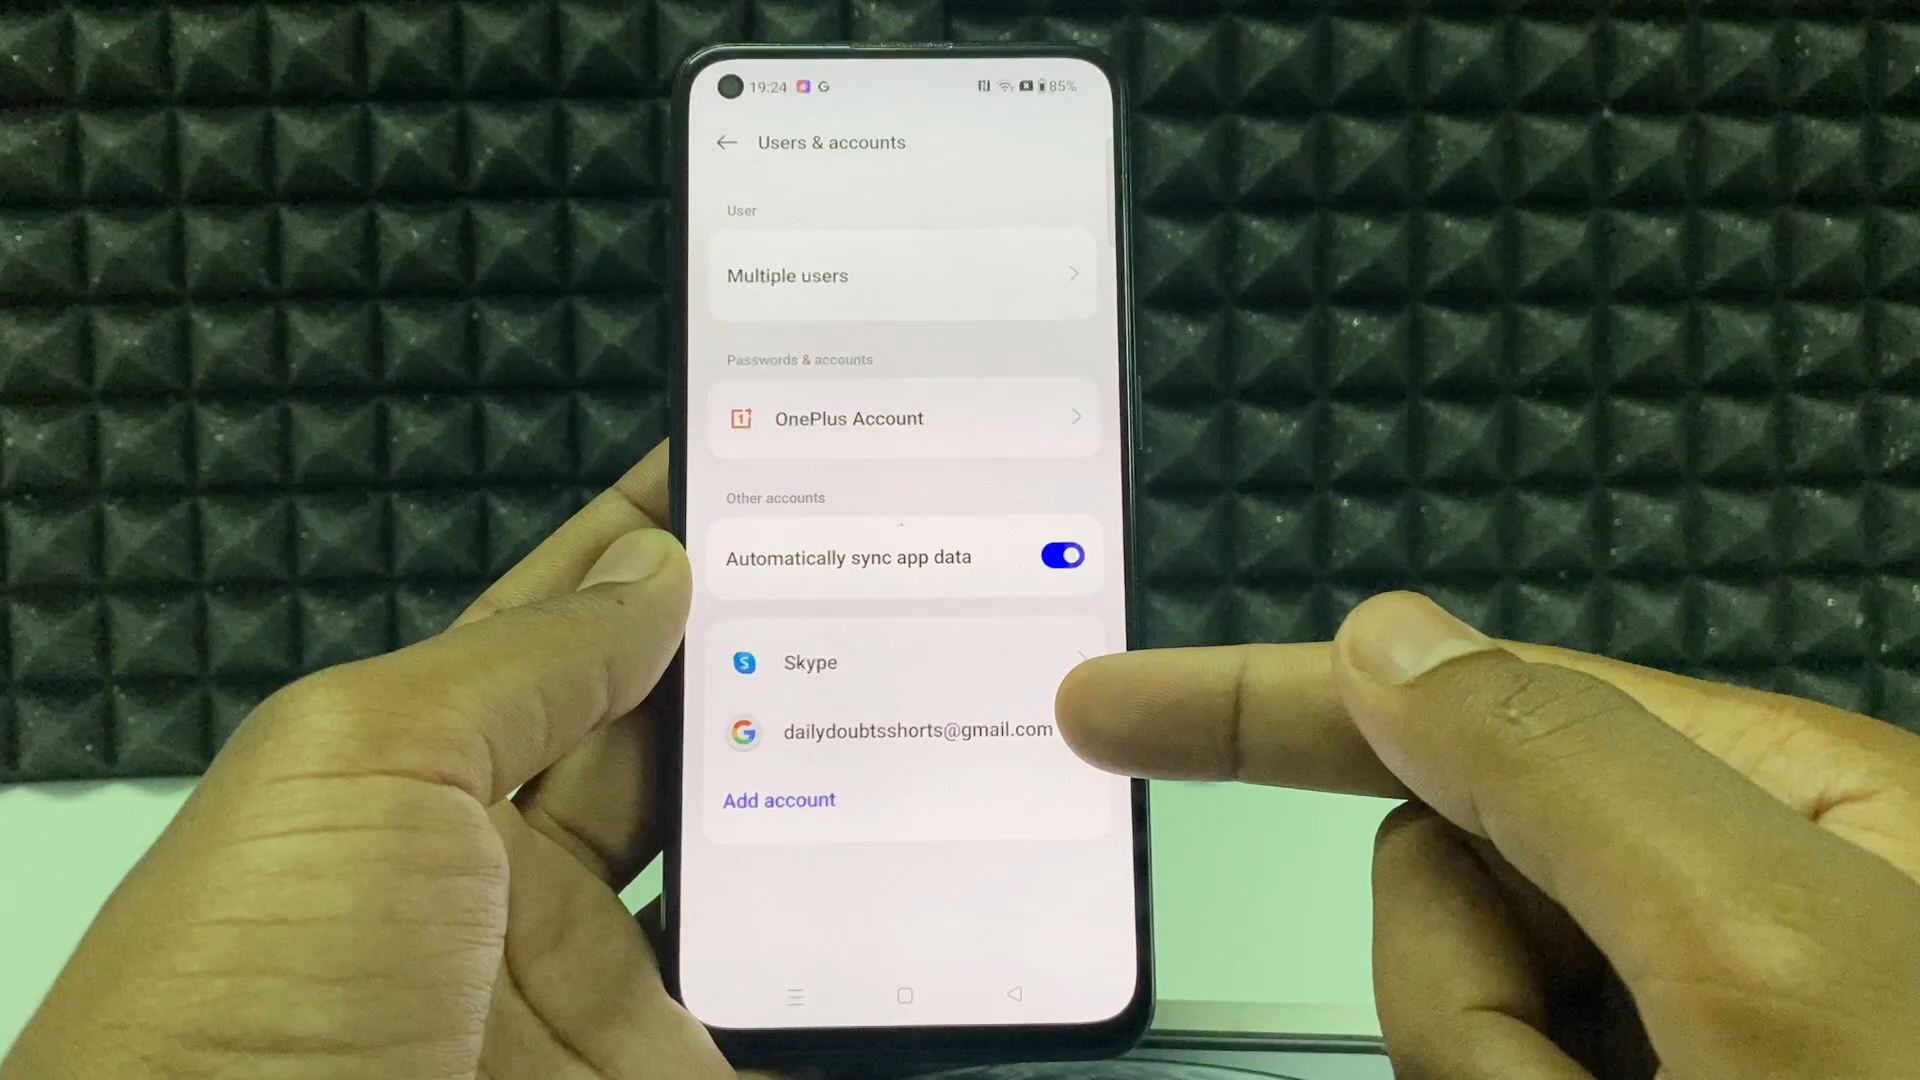 19:24 G 85%
Users & accounts
User
Multiple users
Passwords & accounts
OnePlus Account
Other accounts
Automatically sync app data
Skype
dailydoubtsshorts@gmail.com
Add account